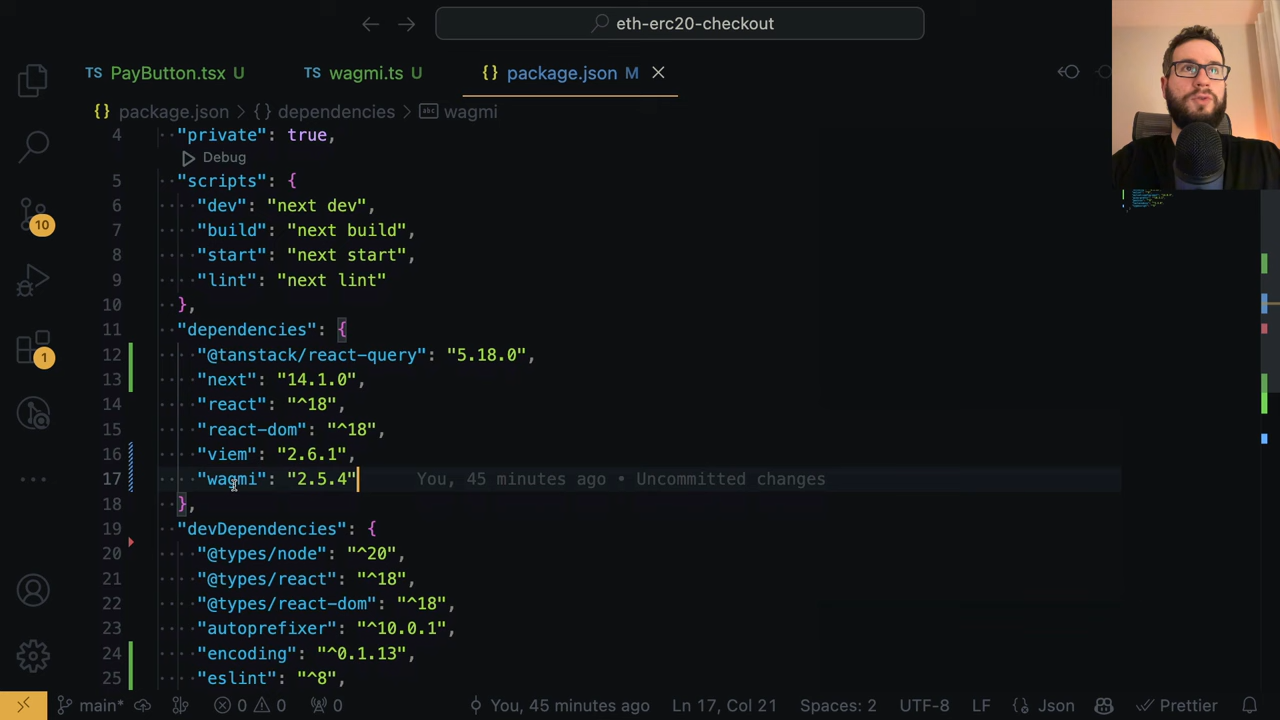 eth-erc20-checkout
TS PayButton.tsx U
TS wagmi.ts U
{} package.json M
{} package.json > {} dependencies > abc wagmi
4 "private": true,
Debug
5 "scripts": {
6 "dev": "next dev",
7 "build": "next build",
8 "start": "next start",
9 "lint": "next lint"
10 },
11 "dependencies": {
12 "@tanstack/react-query": "5.18.0",
13 "next": "14.1.0",
14 "react": "^18",
15 "react-dom": "^18",
16 "viem": "2.6.1",
17 "wagmi": "2.5.4" You, 45 minutes ago • Uncommitted changes
18 },
19 "devDependencies": {
20 "@types/node": "^20",
21 "@types/react": "^18",
22 "@types/react-dom": "^18",
23 "autoprefixer": "^10.0.1",
24 "encoding": "^0.1.13",
25 "eslint": "^8",
10
1
main* 0 0 0 You, 45 minutes ago Ln 17, Col 21 Spaces: 2 UTF-8 LF {} Json Prettier